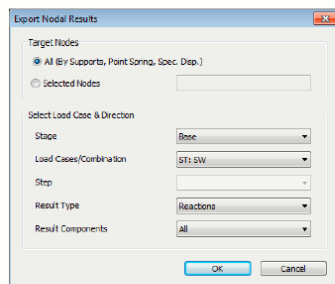 Export Nodal Results
Target Nodes
All (By Supports, Point Spring, Spec. Disp.)
Selected Nodes
Select Load Case & Direction
Stage Base
Load Cases/Combination ST: SW
Step
Result Type Reactions
Result Components All
OK Cancel